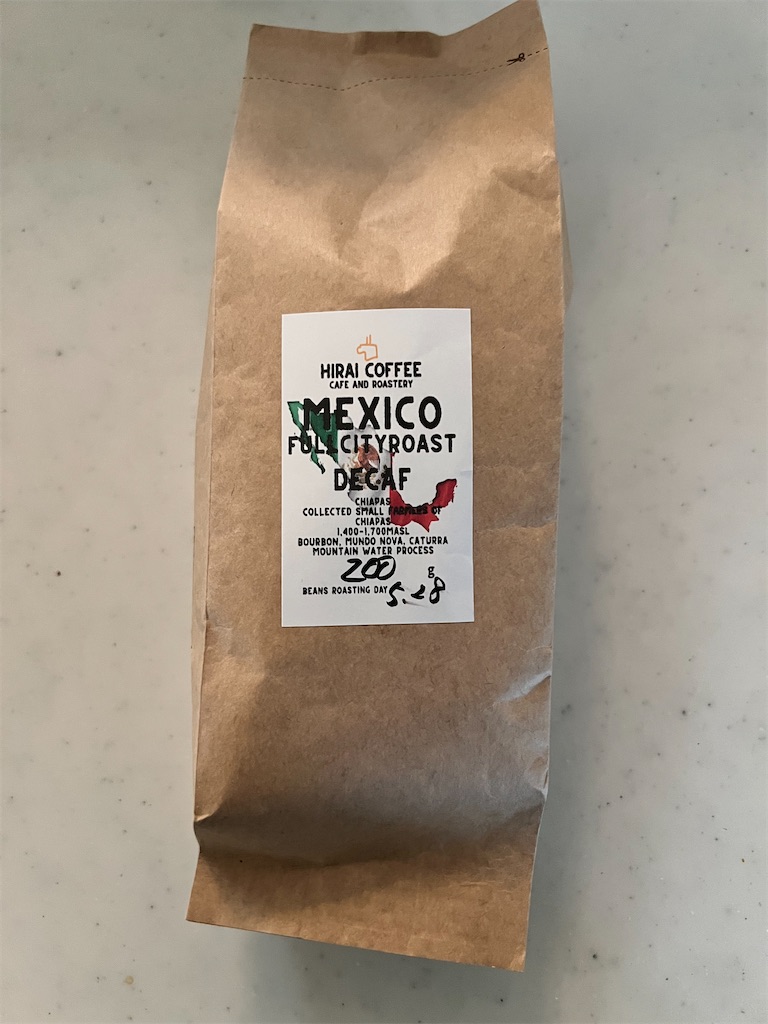 HIRAI COFFEE
CAFE AND ROASTERY
MEXICO
FULLCITYROAST
DECAF
CHIAPAS
COLLECTED SMALL FARMERS OF
CHIAPAS
1,400-1,700MASL
BOURBON, MUNDO NOVA, CATURRA
MOUNTAIN WATER PROCESS
200 g
BEANS ROASTING DAY 5.28